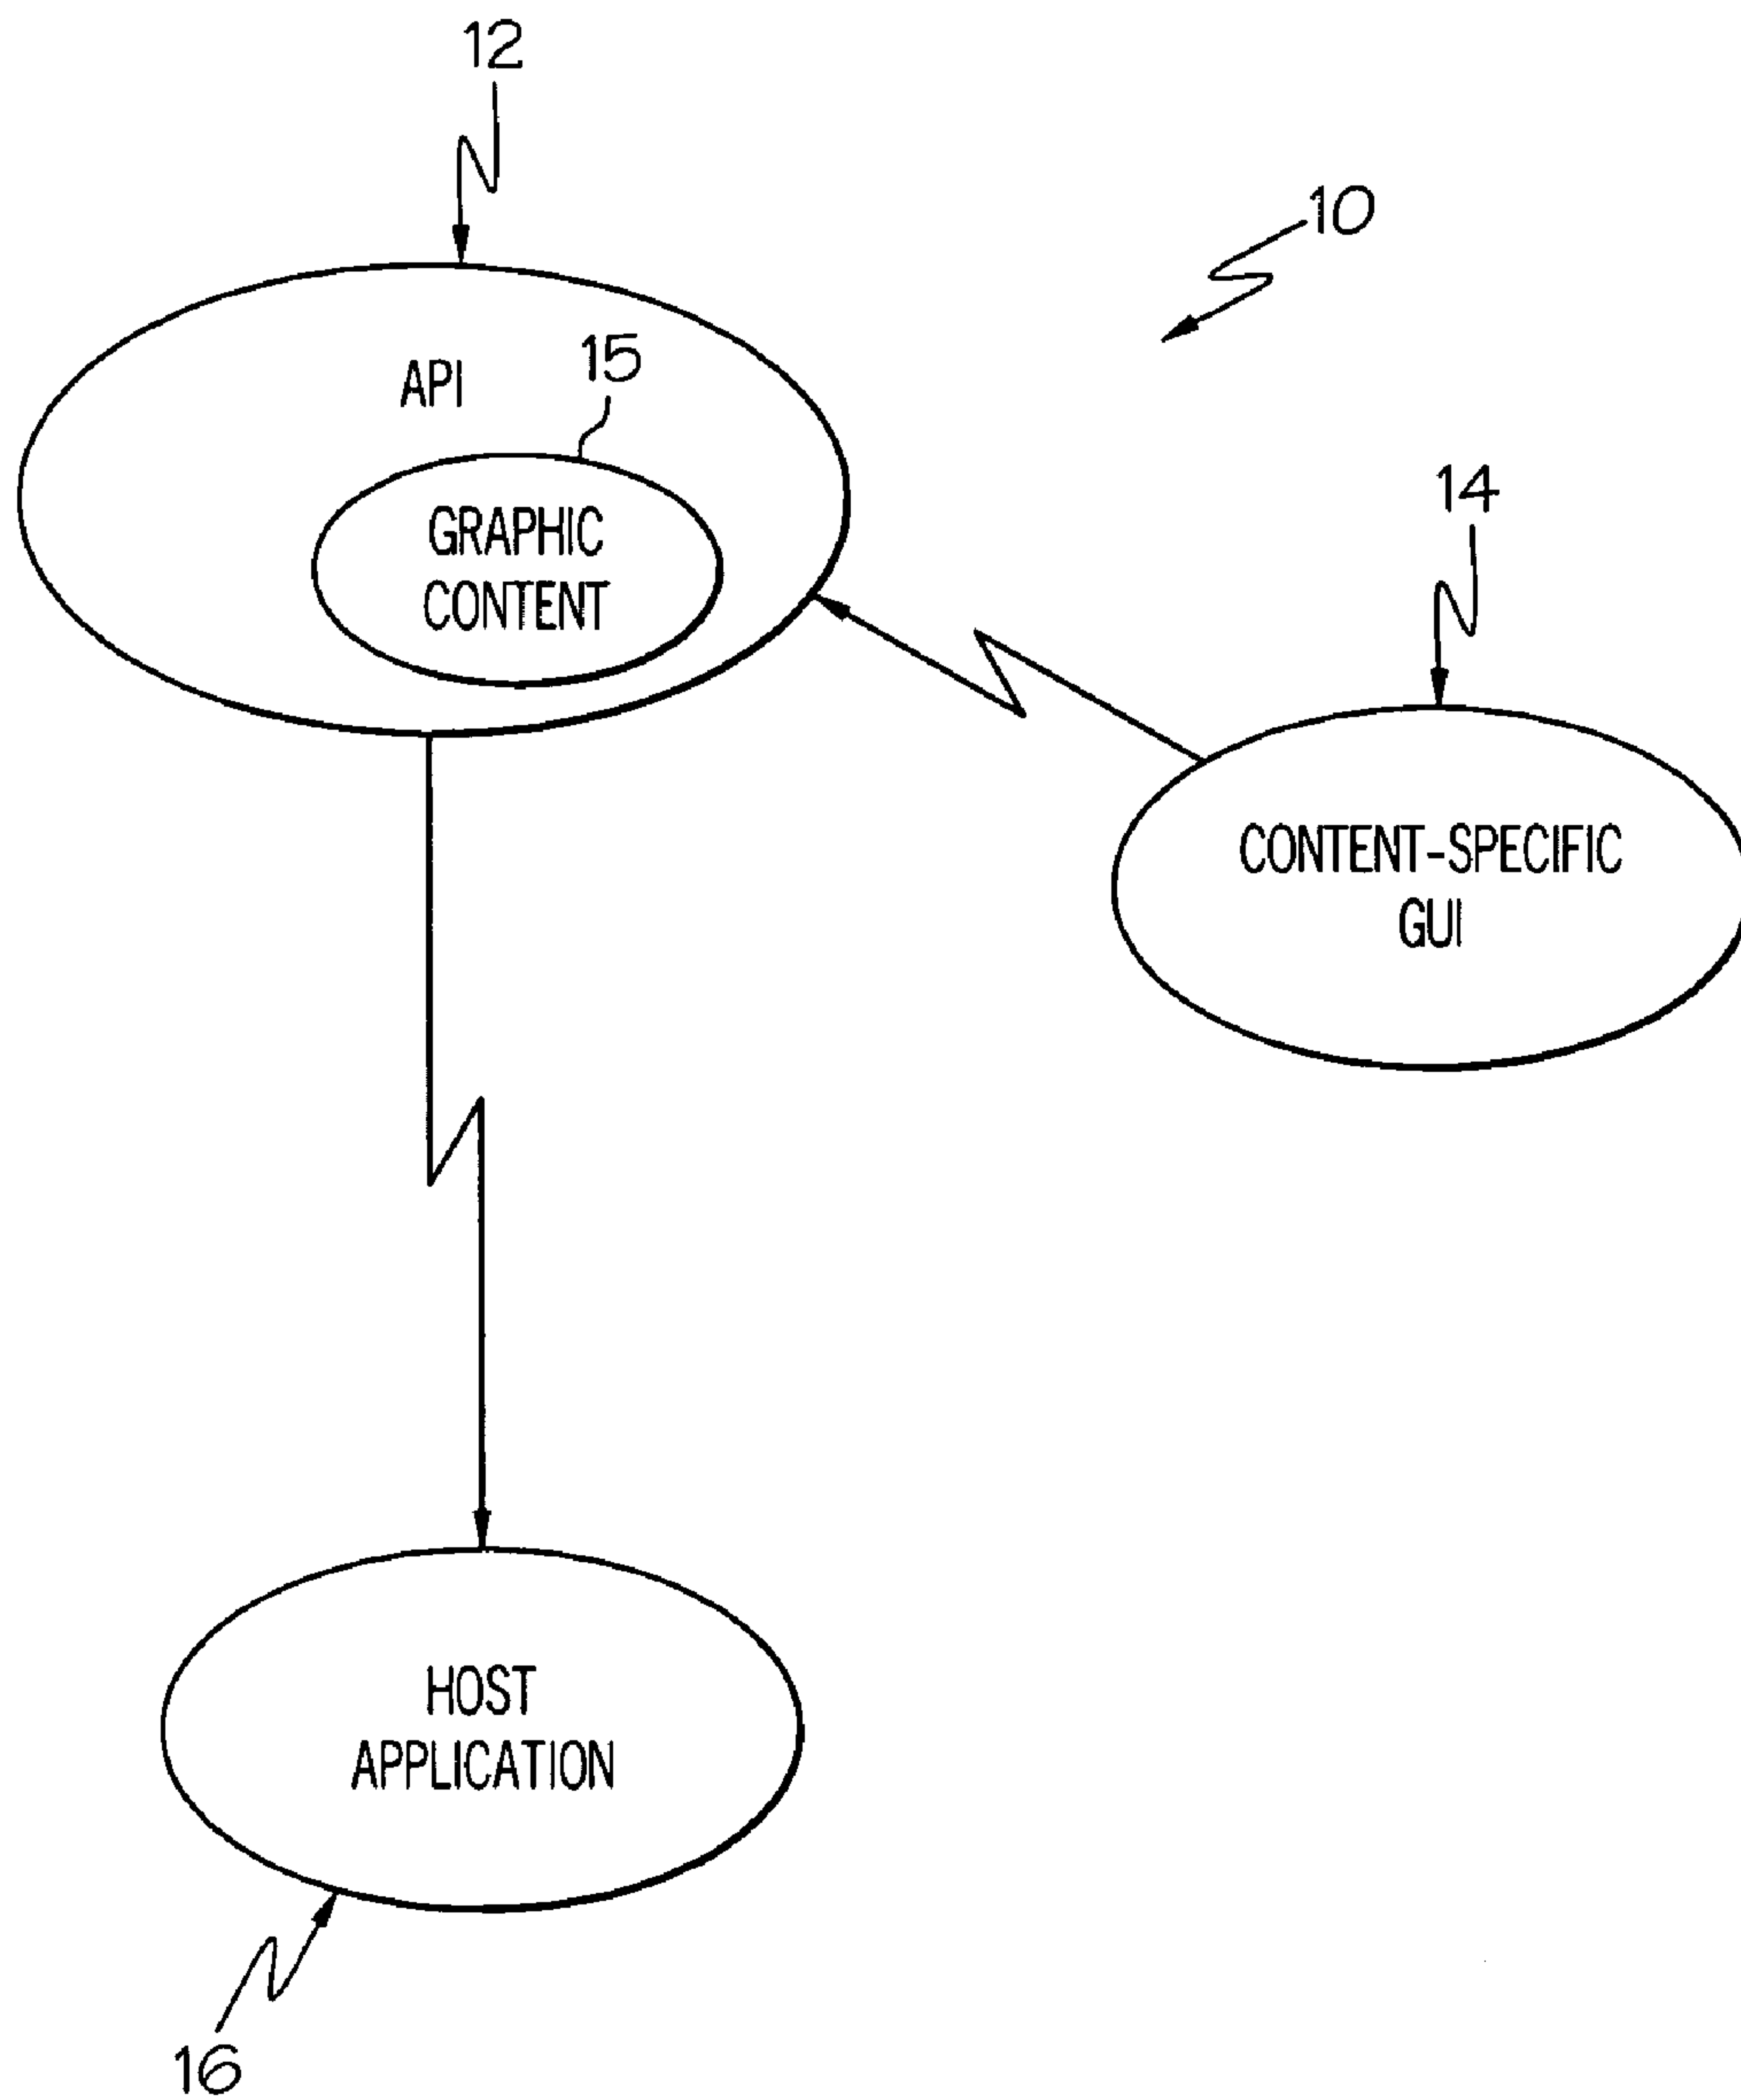 12
10
API
15
GRAPHIC
CONTENT
14
CONTENT-SPECIFIC
GUI
HOST
APPLICATION
16